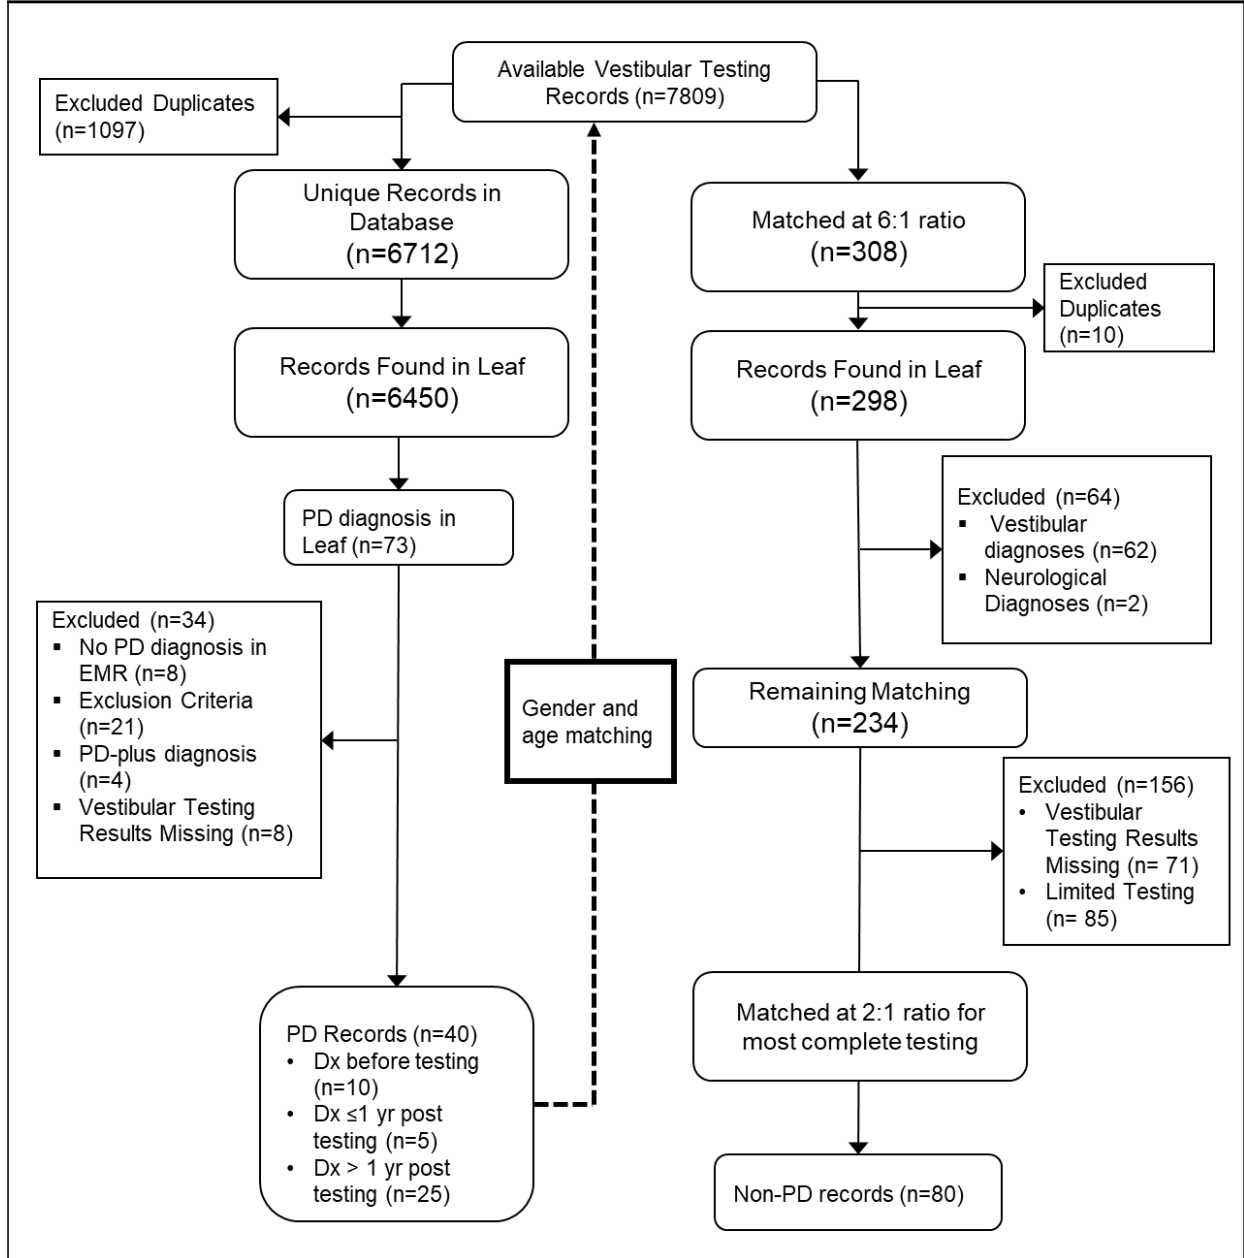 Available Vestibular Testing
Records (n=7809)
Excluded Duplicates
(n=1097)
Unique Records in
Database
(n=6712)
Records Found in Leaf
(n=6450)
PD diagnosis in
Leaf (n=73)
Excluded (n=34)
▪ No PD diagnosis in
EMR (n=8)
▪ Exclusion Criteria
(n=21)
▪ PD-plus diagnosis
(n=4)
▪ Vestibular Testing
Results Missing (n=8)
PD Records (n=40)
• Dx before testing
(n=10)
• Dx ≤1 yr post
testing (n=5)
• Dx > 1 yr post
testing (n=25)
Gender and
age matching
Matched at 6:1 ratio
(n=308)
Excluded
Duplicates
(n=10)
Records Found in Leaf
(n=298)
Excluded (n=64)
▪ Vestibular
diagnoses (n=62)
▪ Neurological
Diagnoses (n=2)
Remaining Matching
(n=234)
Excluded (n=156)
• Vestibular
Testing Results
Missing (n= 71)
• Limited Testing
(n= 85)
Matched at 2:1 ratio for
most complete testing
Non-PD records (n=80)